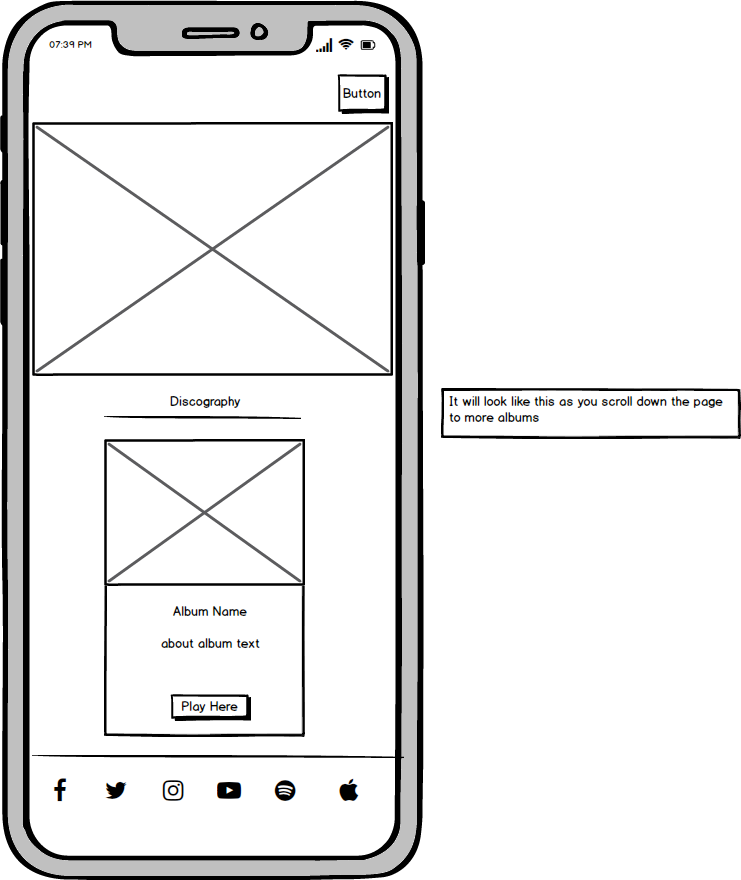 07:39 PM
Button
Discography
It will look like this as you scroll down the page
to more albums
Album Name
about album text
Play Here